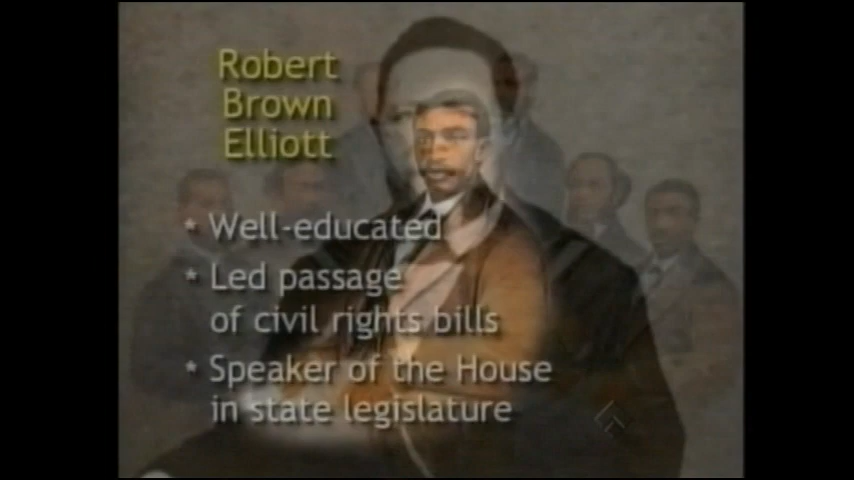 Robert
Brown
Elliott
* Well-educated
* Led passage
of civil rights bills
* Speaker of the House
in state legislature